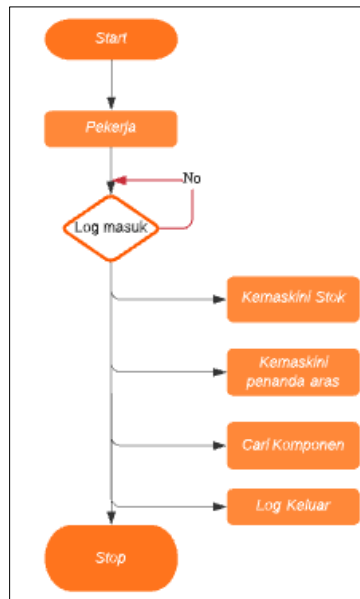 Start
Pekerja
No
Log masuk
Kemaskini Stok
Kemaskini
penanda aras
Cari Komponen
Log Keluar
Stop